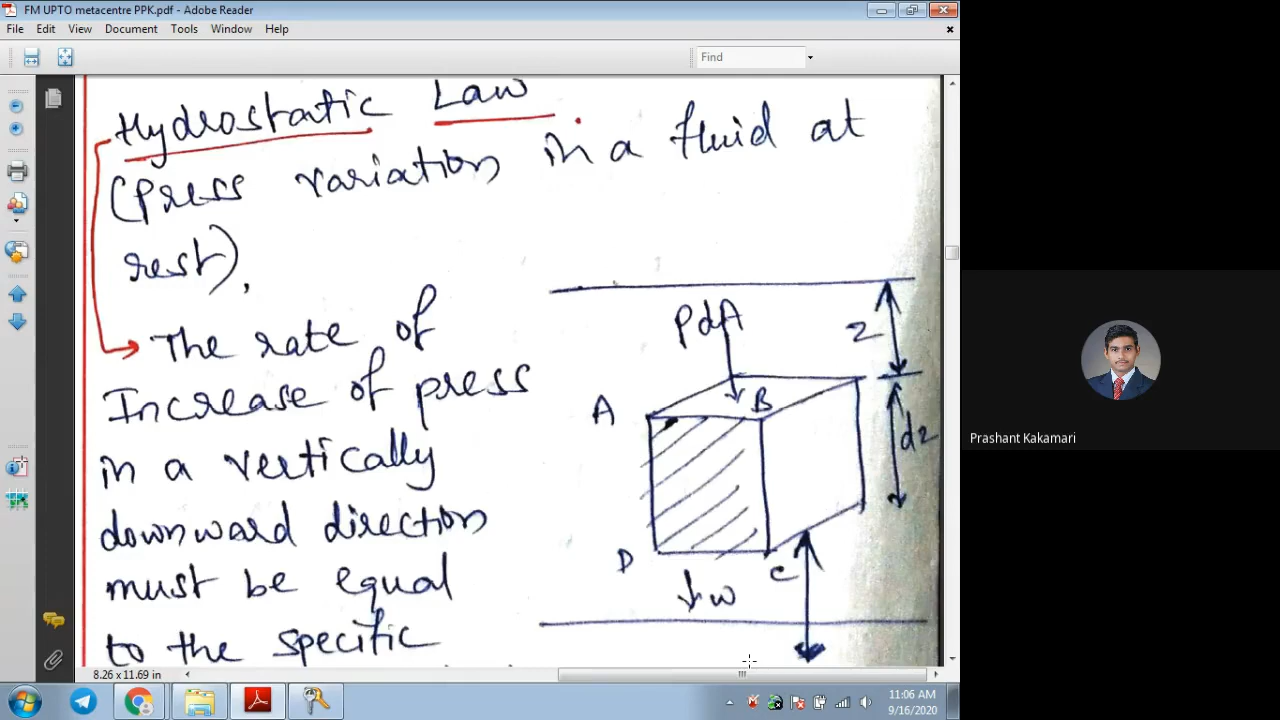 FM UPTO metacentre PPK.pdf - Adobe Reader
File Edit View Document Tools Window Help
Find
Hydrostatic Law
(Press variation in a fluid at
rest),
The rate of
Increase of press
in a vertically
downward direction
must be equal
to the specific
PdA
Z
A
B
dz
D
C
W
Prashant Kakamari
8.26 x 11.69 in
11:06 AM
9/16/2020